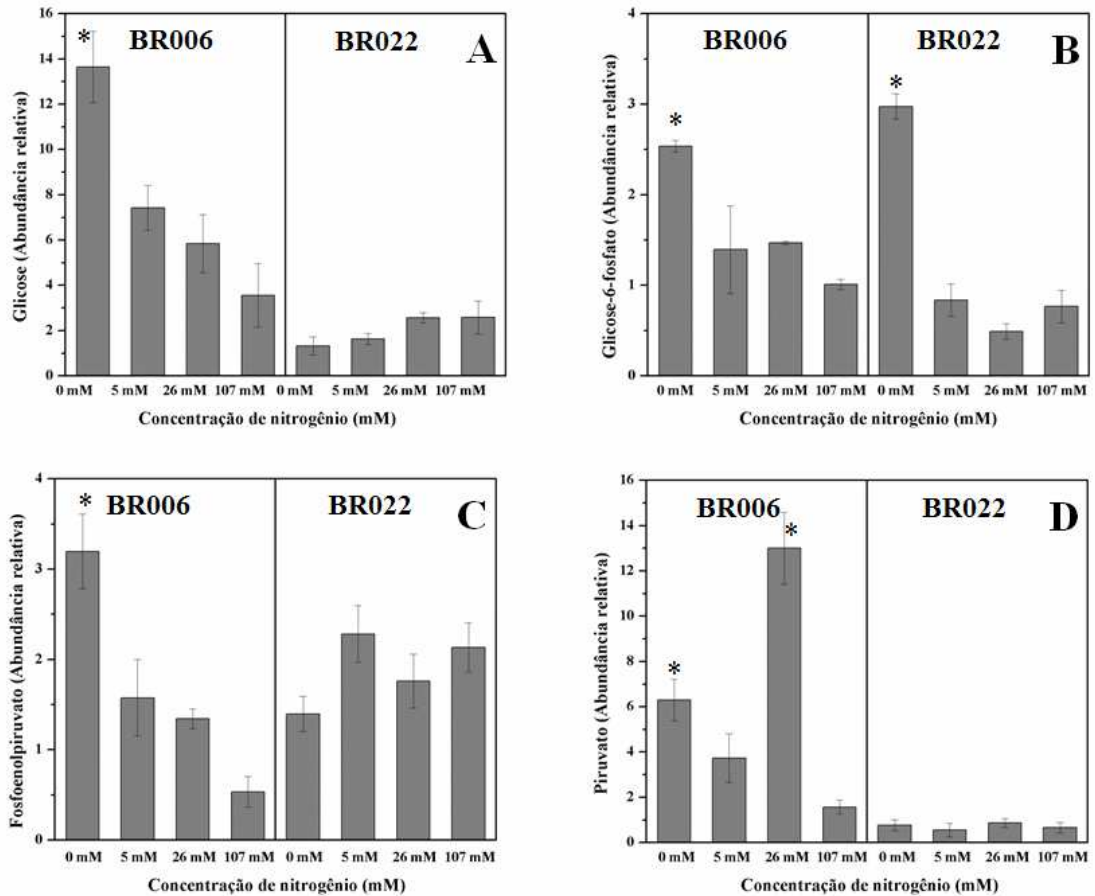 16
14
12
10
8
6
4
2
0
Glicose (Abundância relativa)
*
BR006
BR022
A
0 mM 5 mM 26 mM 107 mM 0 mM 5 mM 26 mM 107 mM
Concentração de nitrogênio (mM)
4
3
2
1
0
Glicose-6-fosfato (Abundância relativa)
BR006
BR022
B
*
*
0 mM 5 mM 26 mM 107 mM 0 mM 5 mM 26 mM 107 mM
Concentração de nitrogênio (mM)
4
3
2
1
0
Fosfoenolpiruvato (Abundância relativa)
*
BR006
BR022
C
0 mM 5 mM 26 mM 107 mM 0 mM 5 mM 26 mM 107 mM
Concentração de nitrogênio (mM)
16
14
12
10
8
6
4
2
0
Piruvato (Abundância relativa)
BR006
BR022
D
*
*
0 mM 5 mM 26 mM 107 mM 0 mM 5 mM 26 mM 107 mM
Concentração de nitrogênio (mM)